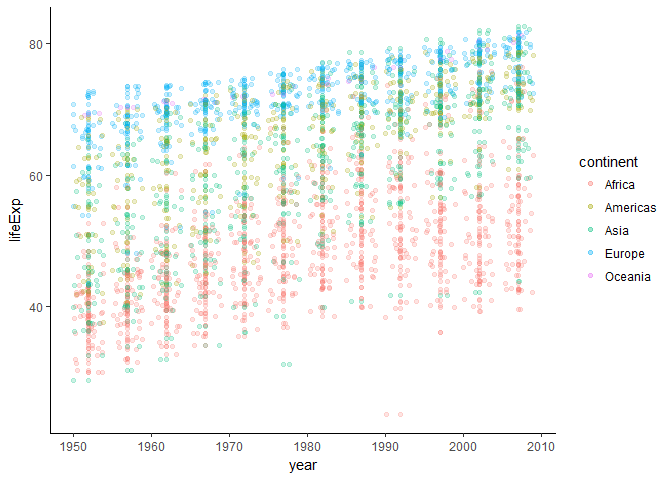 80
60
40
lifeExp
1950 1960 1970 1980 1990 2000 2010
year
continent
Africa
Americas
Asia
Europe
Oceania